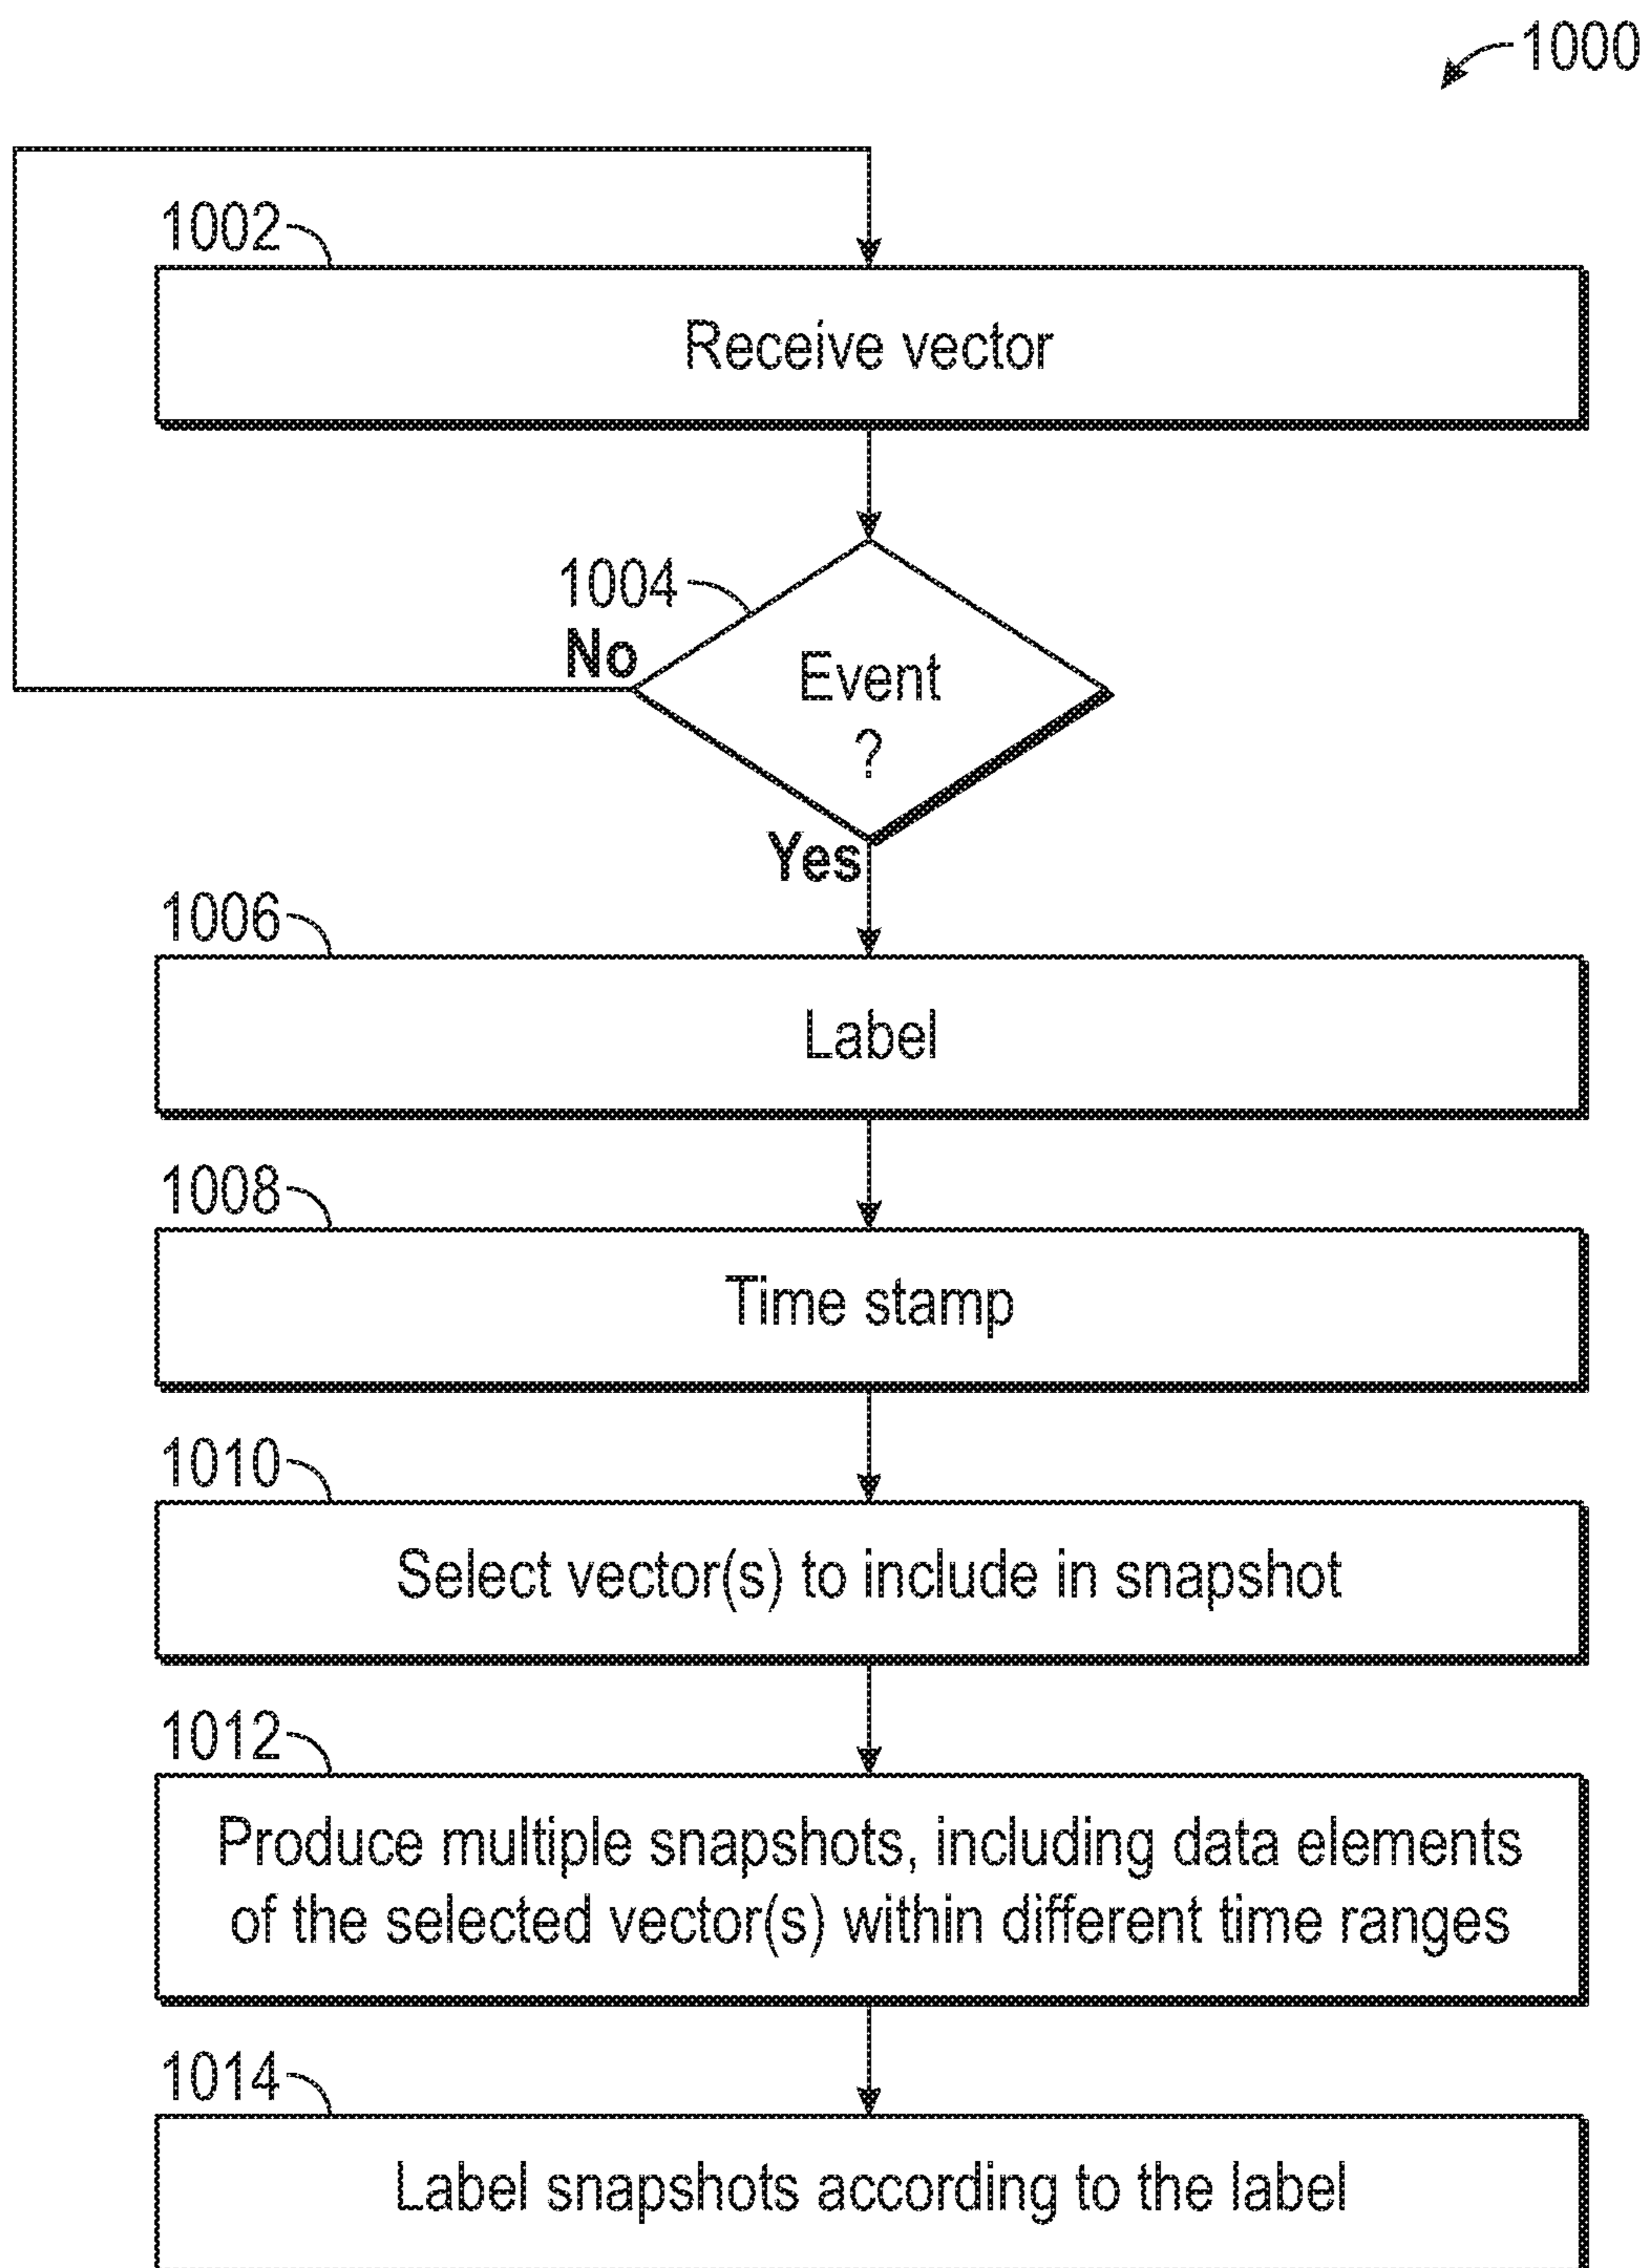 1000
1002
Receive vector
1004
No
Event
?
Yes
1006
Label
1008
Time stamp
1010
Select vector(s) to include in snapshot
1012
Produce multiple snapshots, including data elements
of the selected vector(s) within different time ranges
1014
Label snapshots according to the label